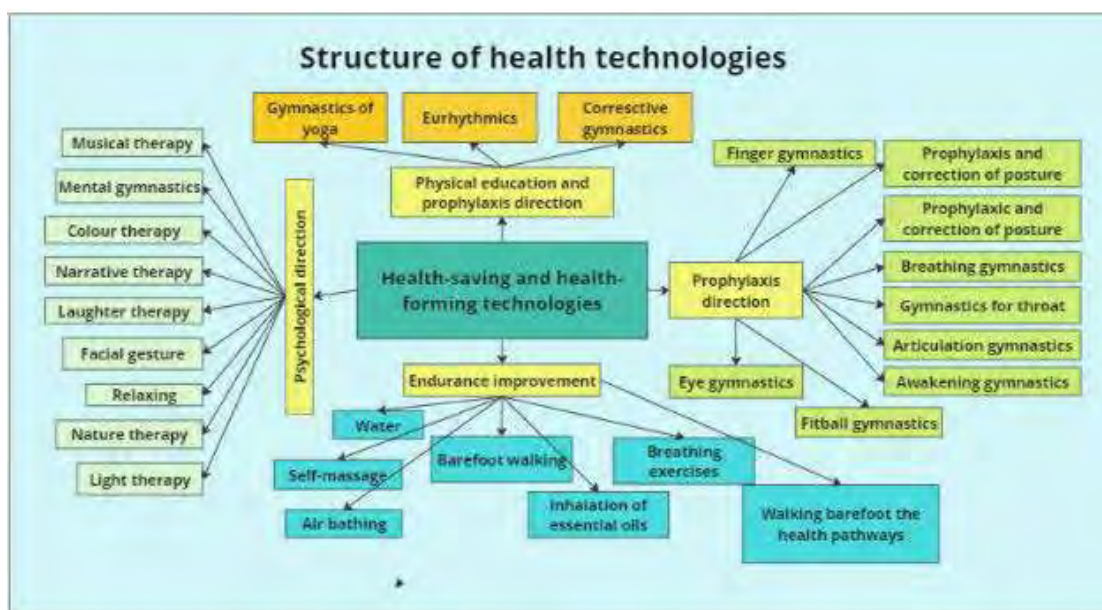 Structure of health technologies
Gymnastics of
yoga
Eurhythmics
Corresctive
gymnastics
Musical therapy
Mental gymnastics
Colour therapy
Narrative therapy
Laughter therapy
Facial gesture
Relaxing
Nature therapy
Light therapy
Psychological direction
Physical education and
prophylaxis direction
Health-saving and health-
forming technologies
Prophylaxis
direction
Finger gymnastics
Prophylaxis and
correction of posture
Prophylaxic and
correction of posture
Breathing gymnastics
Gymnastics for throat
Articulation gymnastics
Awakening gymnastics
Eye gymnastics
Fitball gymnastics
Endurance improvement
Water
Self-massage
Air bathing
Barefoot walking
Inhalation of
essential oils
Breathing
exercises
Walking barefoot the
health pathways